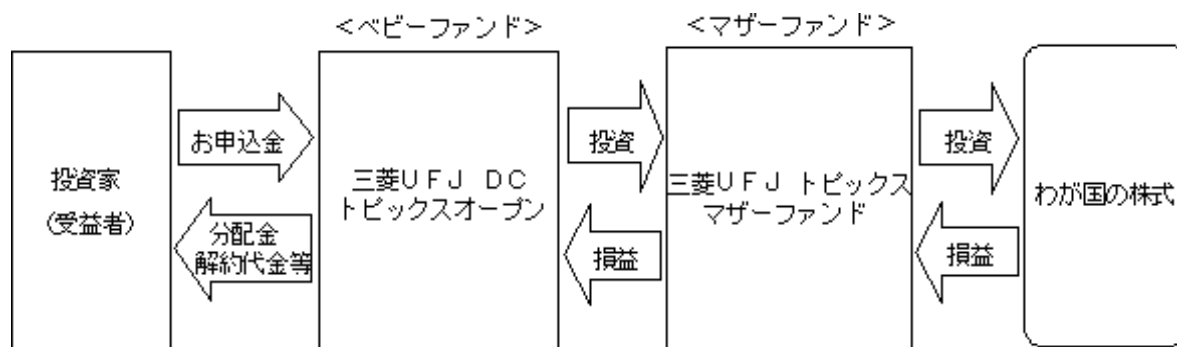 <ベビーファンド>
<マザーファンド>
お申込金
投資
投資
投資家
(受益者)
三菱UFJ DC
トピックスオープン
三菱UFJ トピックス
マザーファンド
わが国の株式
分配金
解約代金等
損益
損益